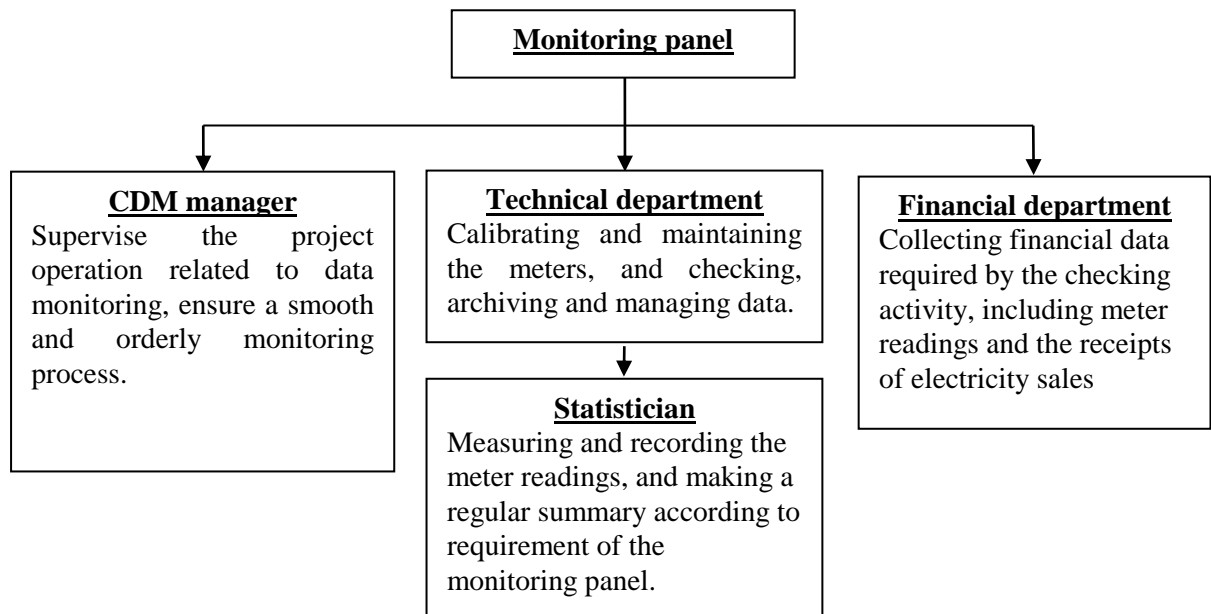 Monitoring panel
CDM manager
Supervise the project
operation related to data
monitoring, ensure a smooth
and orderly monitoring
process.
Technical department
Calibrating and maintaining
the meters, and checking,
archiving and managing data.
Financial department
Collecting financial data
required by the checking
activity, including meter
readings and the receipts
of electricity sales
Statistician
Measuring and recording the
meter readings, and making a
regular summary according to
requirement of the
monitoring panel.